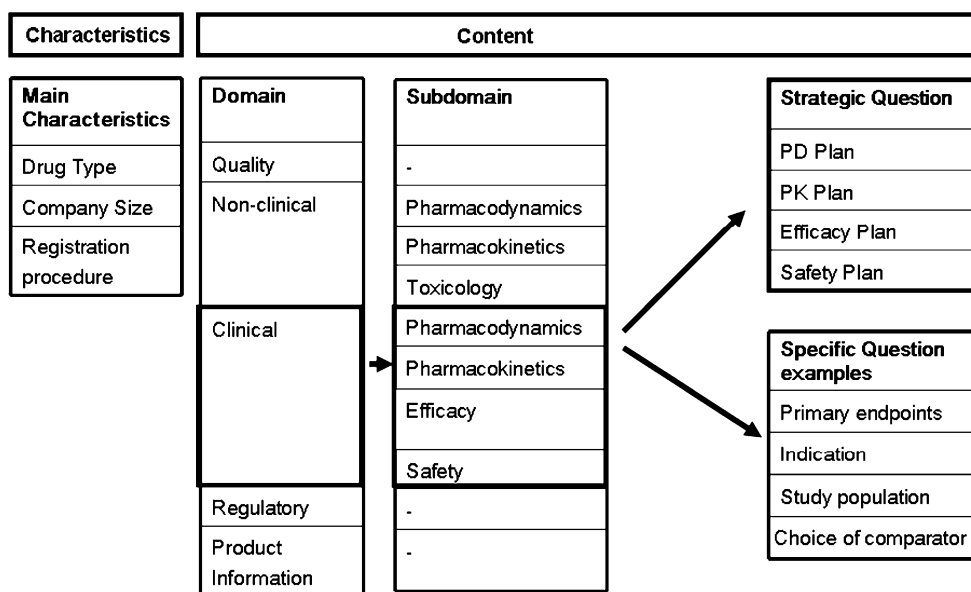 Characteristics
Content
Main
Characteristics
Drug Type
Company Size
Registration
procedure
Domain
Quality
Non-clinical
Clinical
Regulatory
Product
Information
Subdomain
-
Pharmacodynamics
Pharmacokinetics
Toxicology
Pharmacodynamics
Pharmacokinetics
Efficacy
Safety
-
-
Strategic Question
PD Plan
PK Plan
Efficacy Plan
Safety Plan
Specific Question
examples
Primary endpoints
Indication
Study population
Choice of comparator